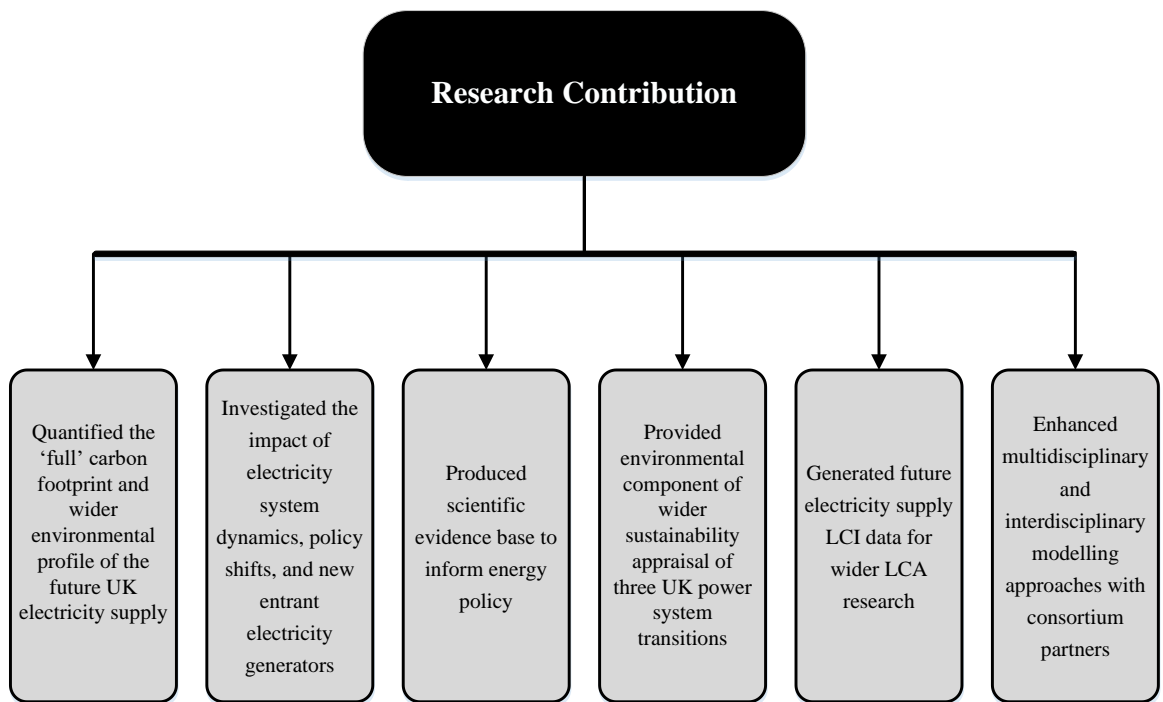 Research Contribution
Quantified the
‘full’ carbon
footprint and
wider
environmental
profile of the
future UK
electricity supply
Investigated the
impact of
electricity
system
dynamics, policy
shifts, and new
entrant
electricity
generators
Produced
scientific
evidence base to
inform energy
policy
Provided
environmental
component of
wider
sustainability
appraisal of
three UK power
system
transitions
Generated future
electricity supply
LCI data for
wider LCA
research
Enhanced
multidisciplinary
and
interdisciplinary
modelling
approaches with
consortium
partners